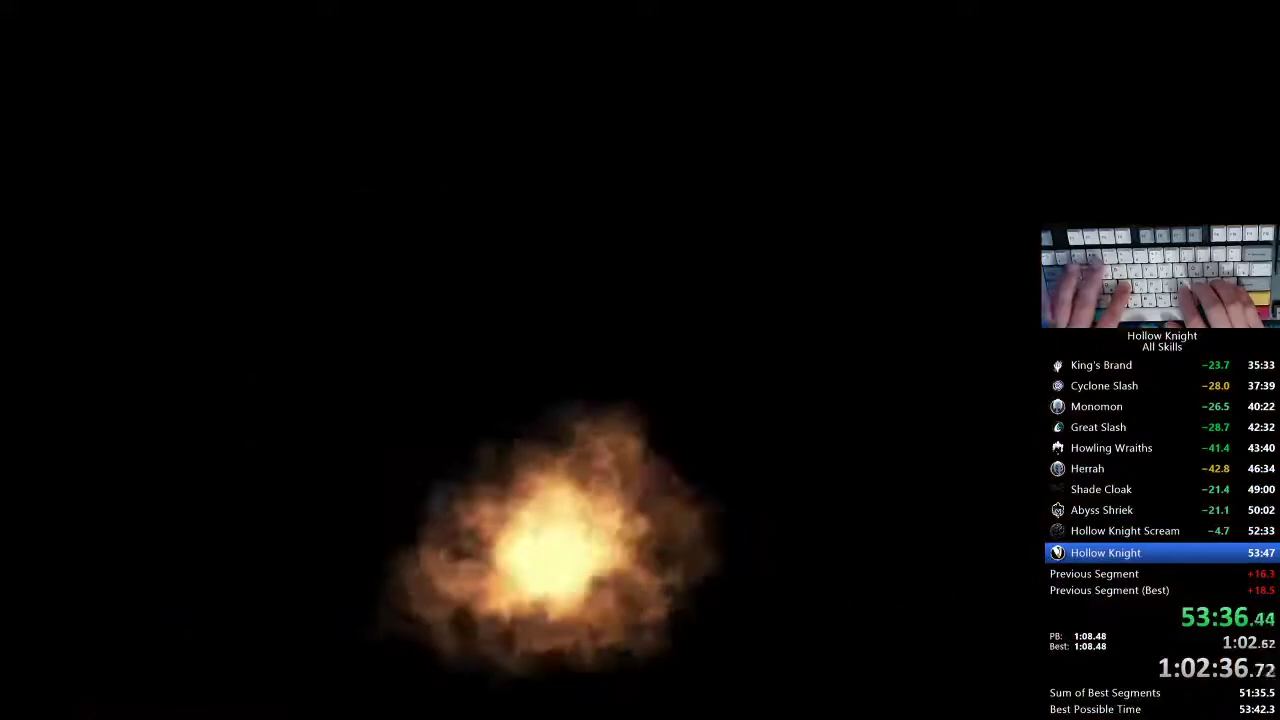 Hollow Knight
All Skills
King's Brand -23.7 35:33
Cyclone Slash -28.0 37:39
Monomon -26.5 40:22
Great Slash -28.7 42:32
Howling Wraiths -41.4 43:40
Herrah -42.8 46:34
Shade Cloak -21.4 49:00
Abyss Shriek -21.1 50:02
Hollow Knight Scream -4.7 52:33
Hollow Knight 53:47
Previous Segment +16.3
Previous Segment (Best) +18.5
53:36.44
PB: 1:08.48
Best: 1:08.48
1:02.62
1:02:36.72
Sum of Best Segments 51:35.5
Best Possible Time 53:42.3